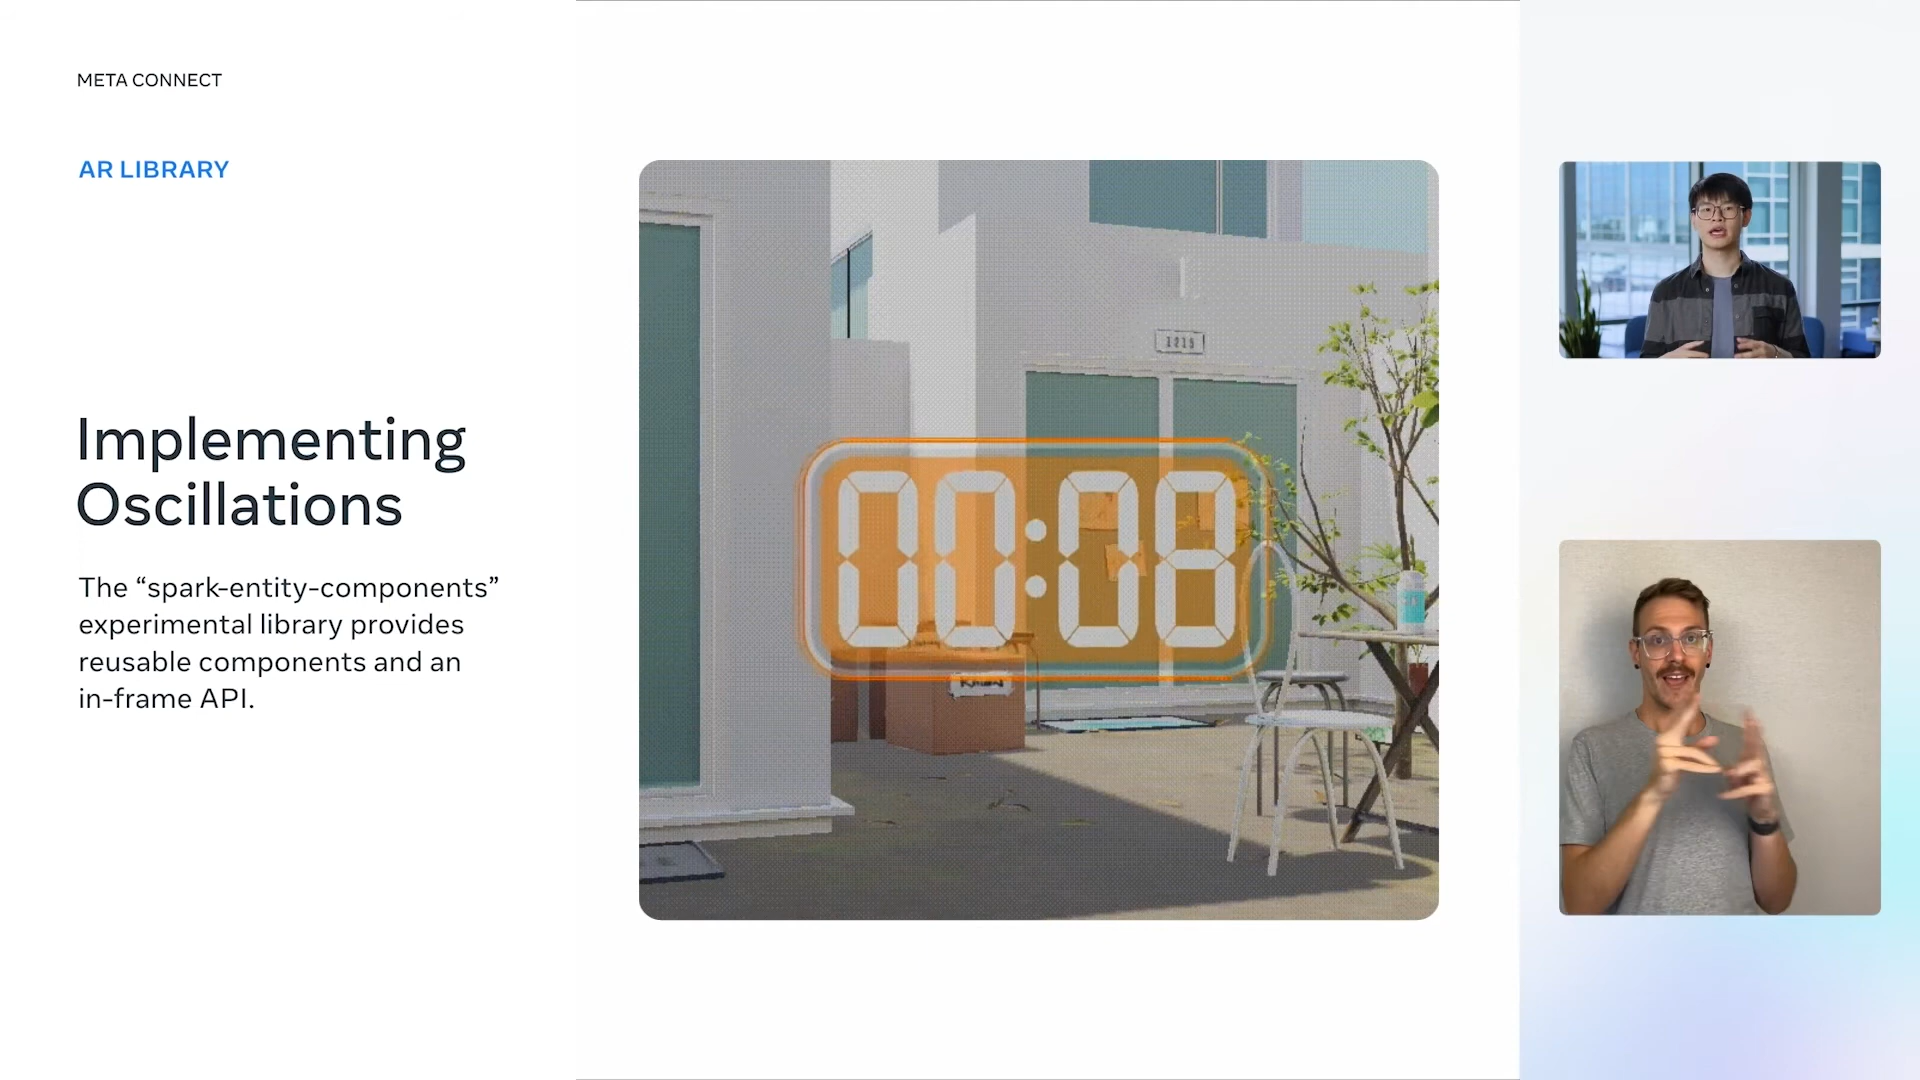 META CONNECT
AR LIBRARY
Implementing
Oscillations
The “spark-entity-components”
experimental library provides
reusable components and an
in-frame API.
1215
00:08